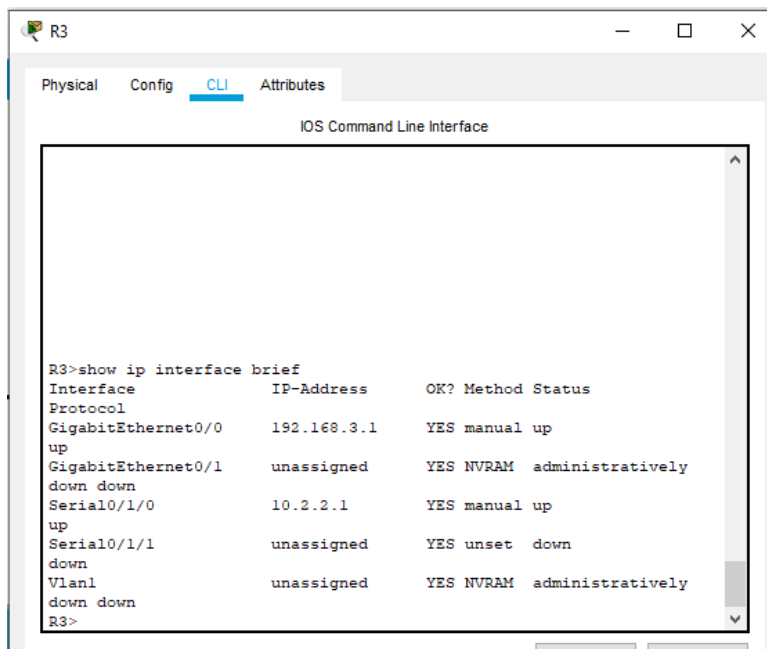 R3
Physical Config CLI Attributes
IOS Command Line Interface
R3>show ip interface brief
Interface IP-Address OK? Method Status
Protocol
GigabitEthernet0/0 192.168.3.1 YES manual up
up
GigabitEthernet0/1 unassigned YES NVRAM administratively
down down
Serial0/1/0 10.2.2.1 YES manual up
up
Serial0/1/1 unassigned YES unset down
down
Vlan1 unassigned YES NVRAM administratively
down down
R3>